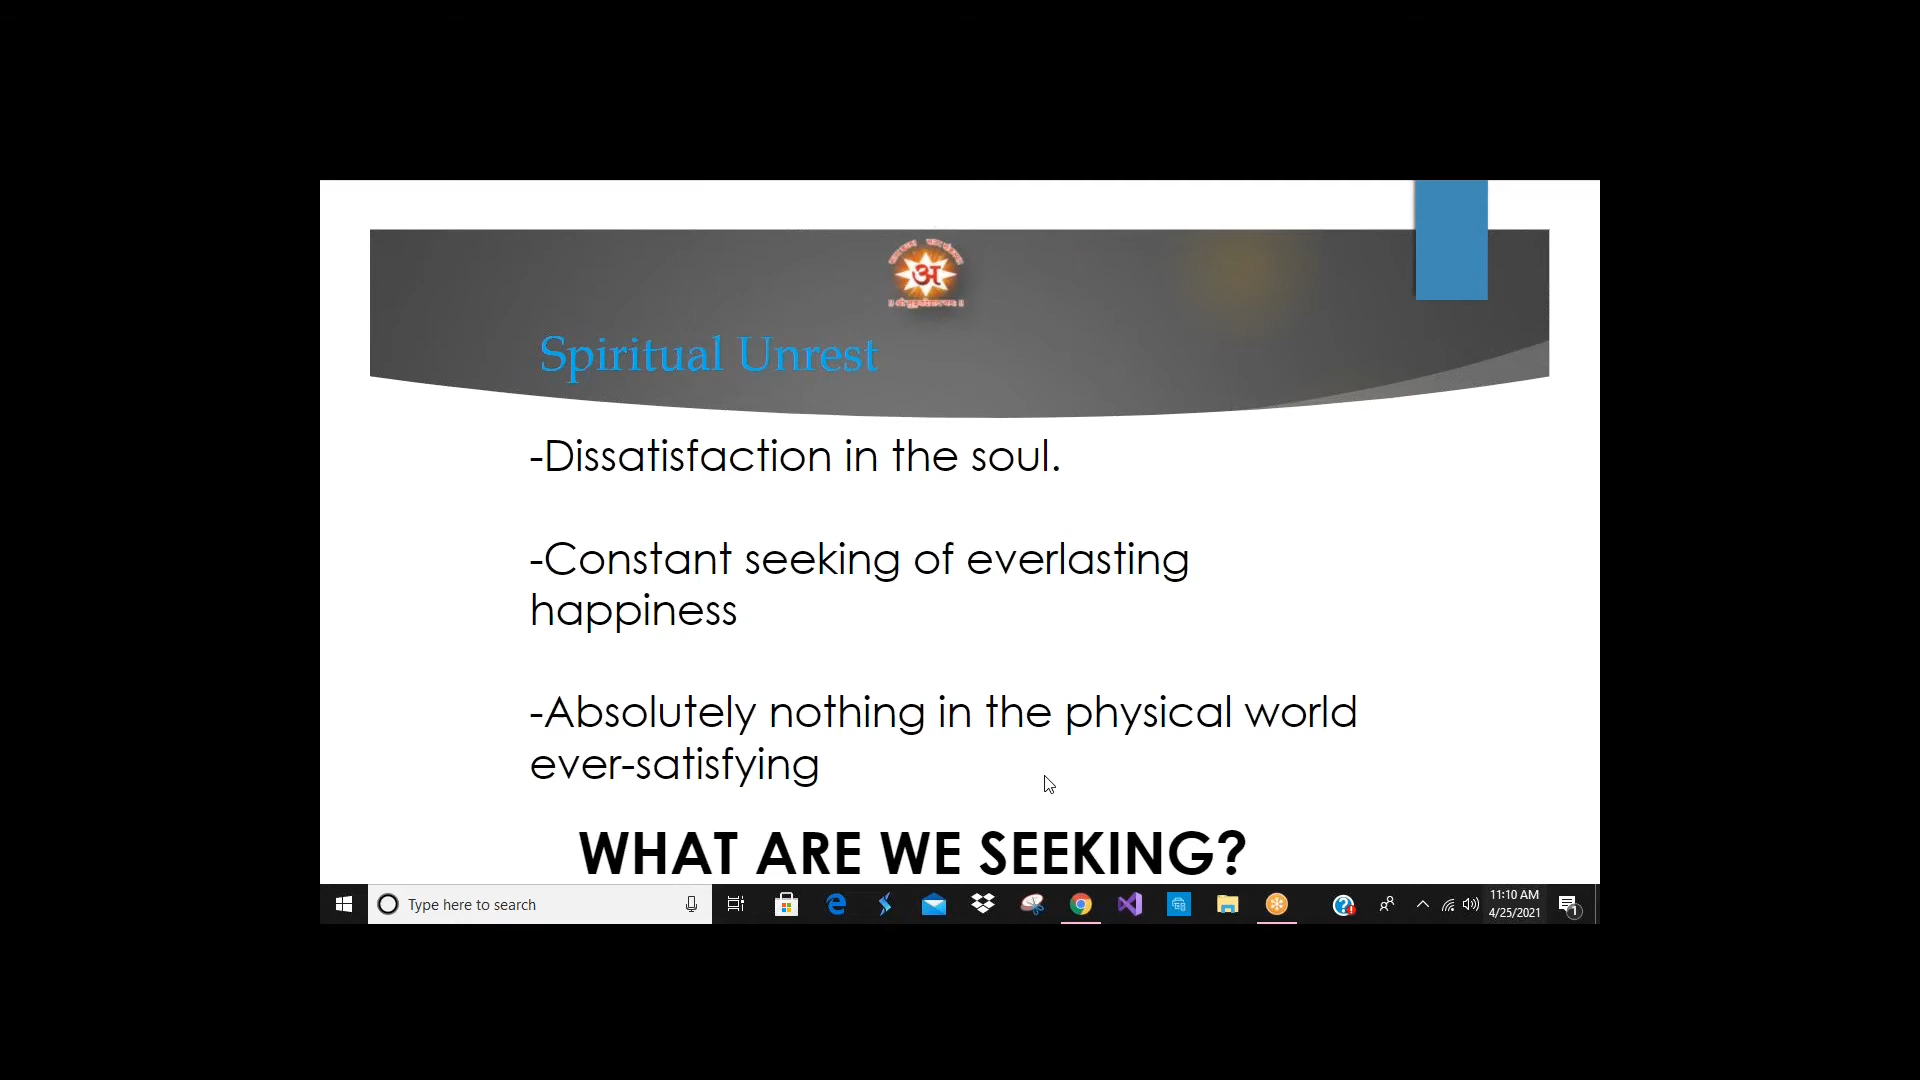 अ
Spiritual Unrest
-Dissatisfaction in the soul.
-Constant seeking of everlasting
happiness
-Absolutely nothing in the physical world
ever-satisfying
WHAT ARE WE SEEKING?
Type here to search
11:10 AM
4/25/2021
1